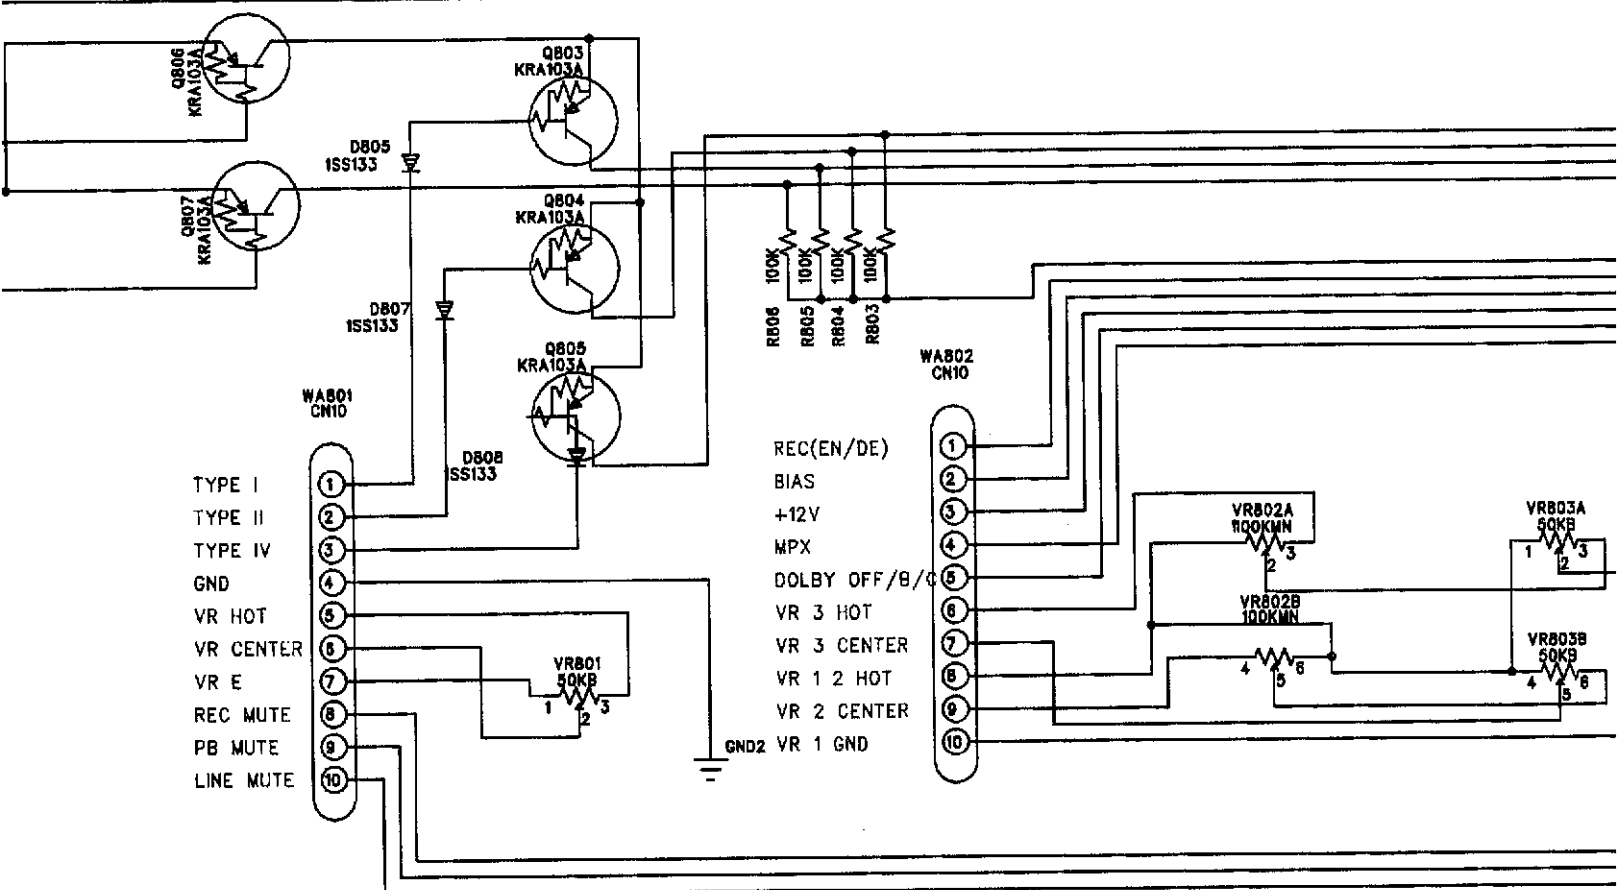 Q806
KRA103A
Q803
KRA103A
D805
1SS133
Q807
KRA103A
Q804
KRA103A
D807
1SS133
100K
100K
100K
100K
R806
R805
R804
R803
Q805
KRA103A
WA801
CN10
D808
1SS133
WA802
CN10
TYPE I 1
TYPE II 2
TYPE IV 3
GND 4
VR HOT 5
VR CENTER 6
VR E 7
REC MUTE 8
PB MUTE 9
LINE MUTE 10
VR801
50KB
1 2 3
GND2
REC(EN/DE) 1
BIAS 2
+12V 3
MPX 4
DOLBY OFF/B/C 5
VR 3 HOT 6
VR 3 CENTER 7
VR 1 2 HOT 8
VR 2 CENTER 9
VR 1 GND 10
VR802A
100KMN
2 3
VR802B
100KMN
4 5 6
VR803A
50KB
1 2 3
VR803B
50KB
4 5 6